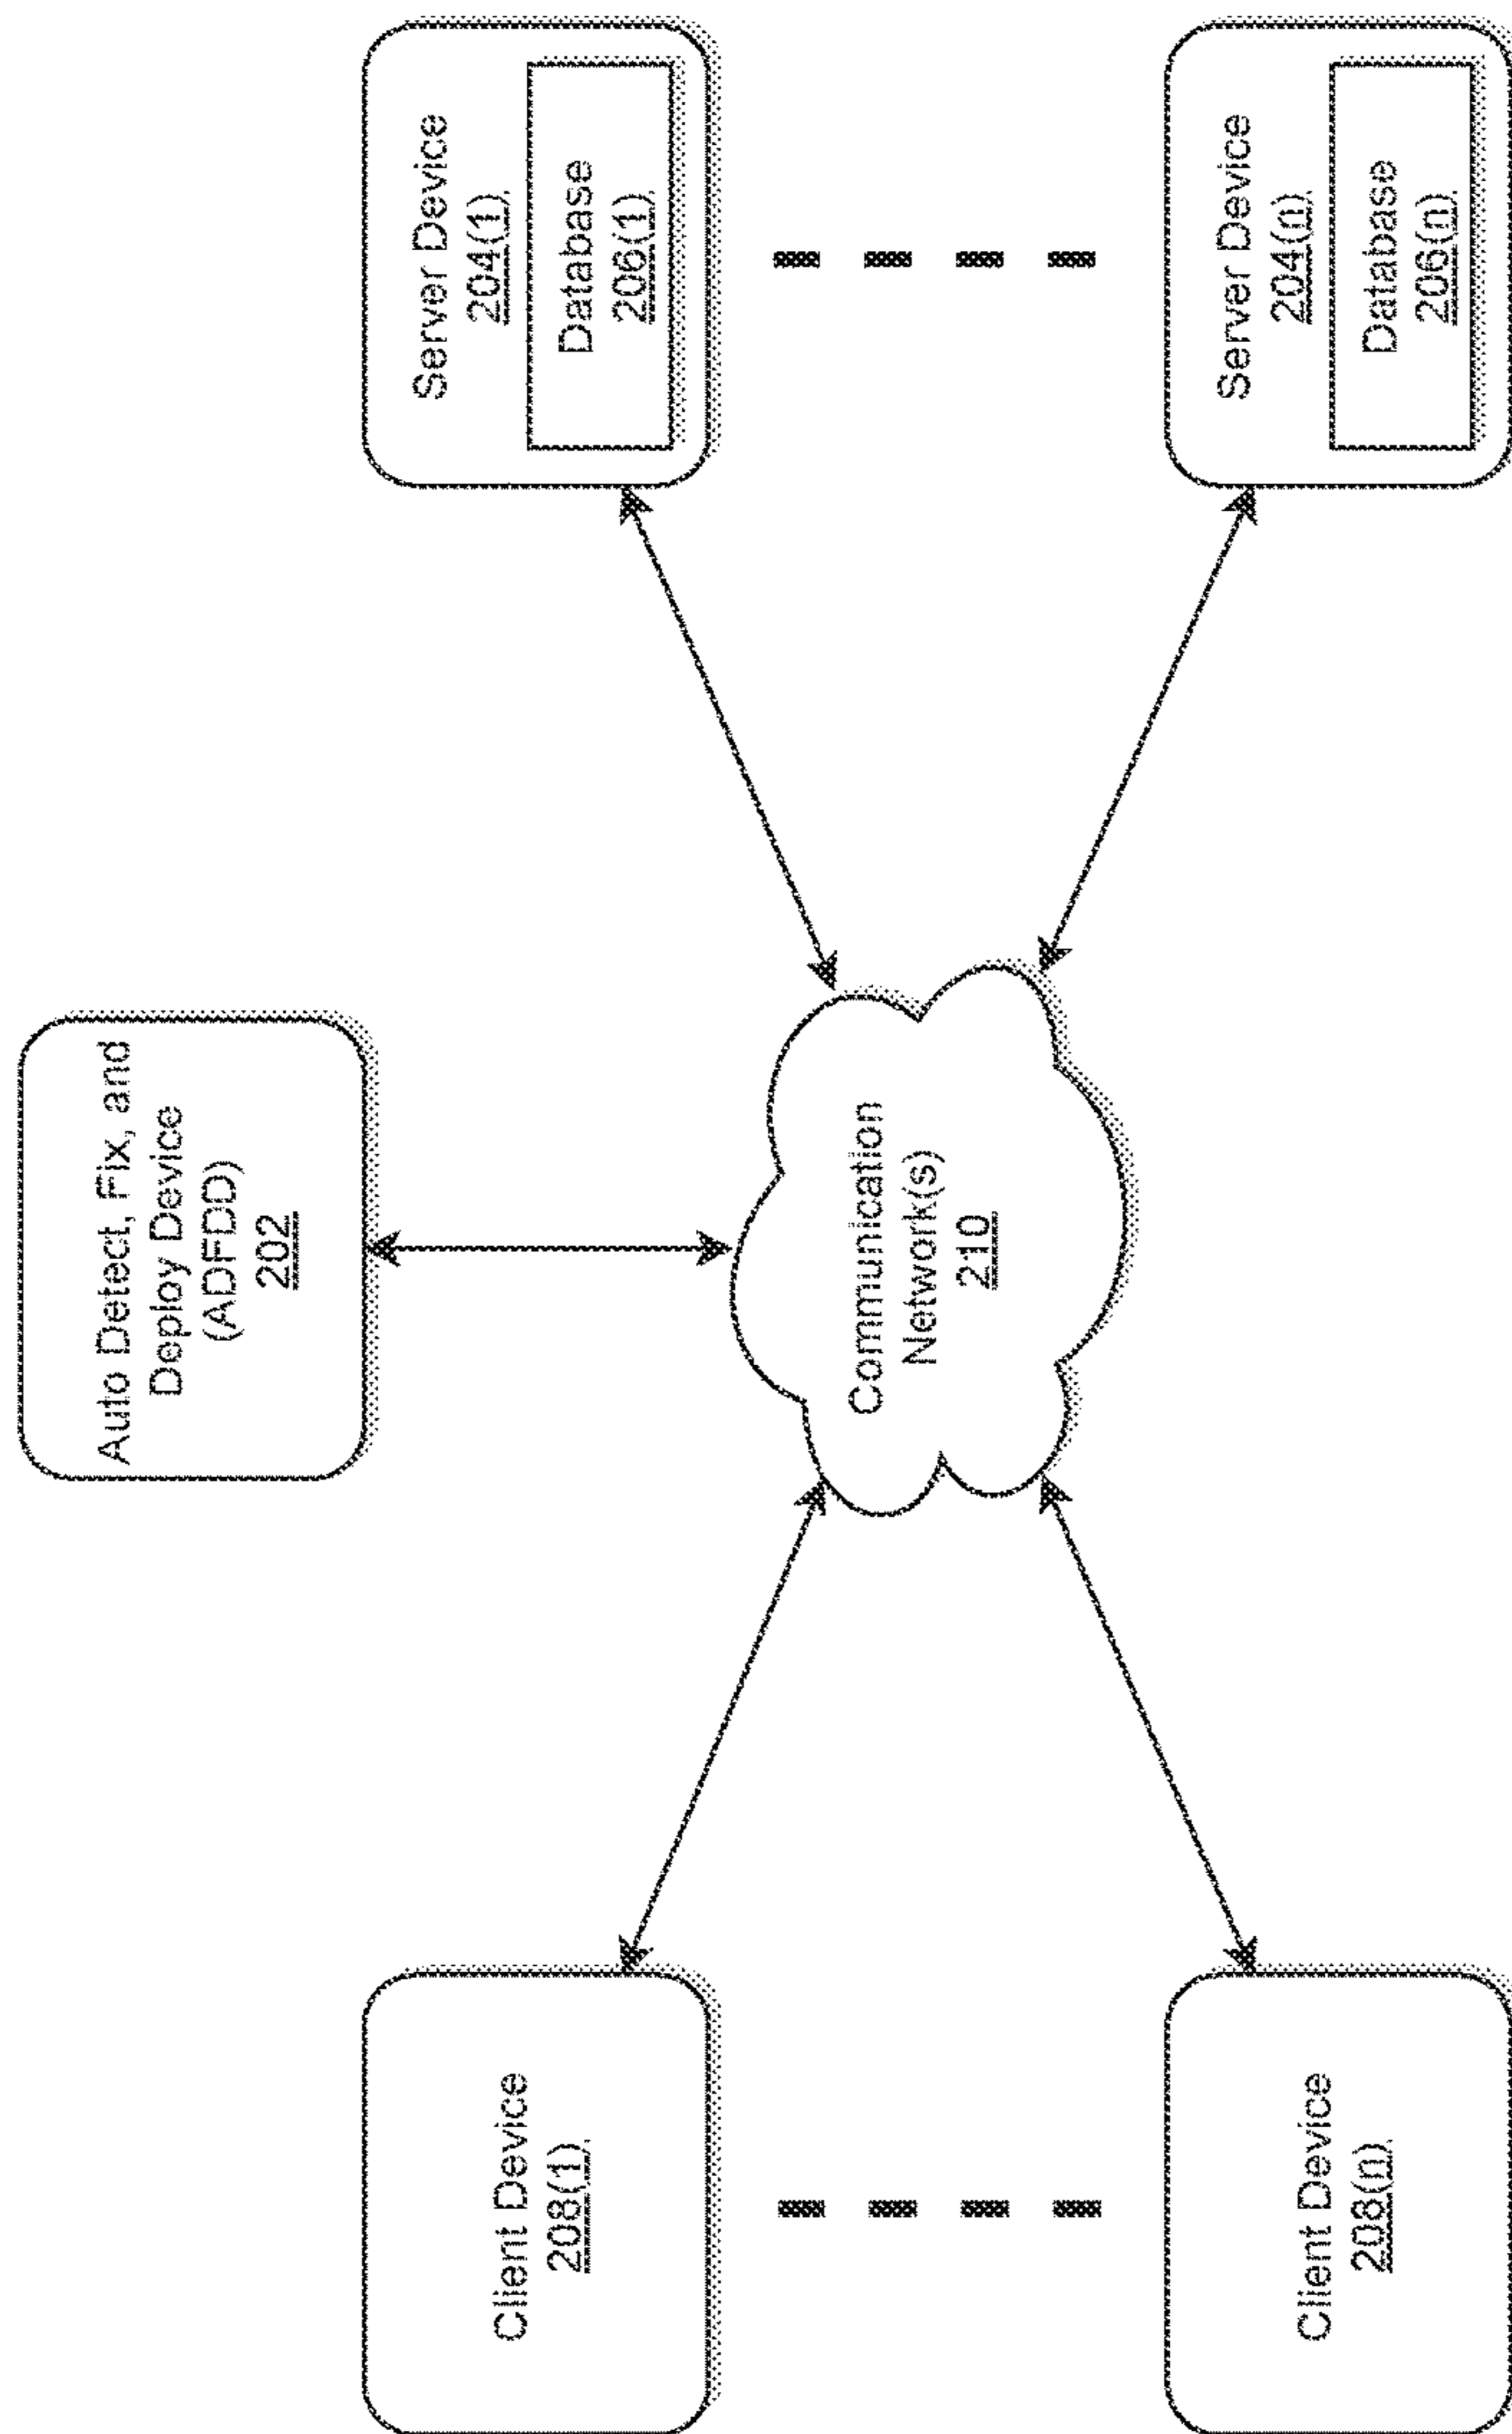 Auto Detect, Fix, and
Deploy Device
(ADFDD)
202
Client Device
208(1)
Communication
Network(s)
210
Server Device
204(1)
Database
206(1)
Client Device
208(n)
Server Device
204(n)
Database
206(n)